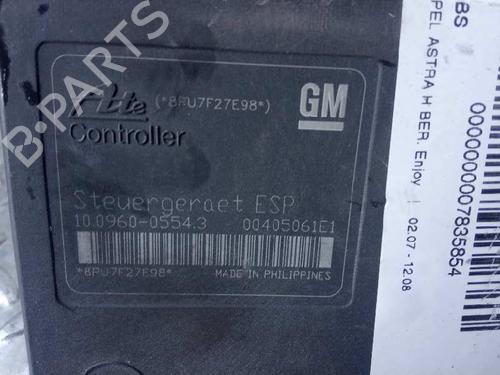 Ate (*8PU7F27E98*)
GM
Controller
Steuergeraet ESP
10.0960-0554.3 00405061E1
*8PU7F27E98* MADE IN PHILIPPINES
B-PARTS
BS
PEL ASTRA H BER. Enjoy | 02.07 - 12.08
0000000007835854